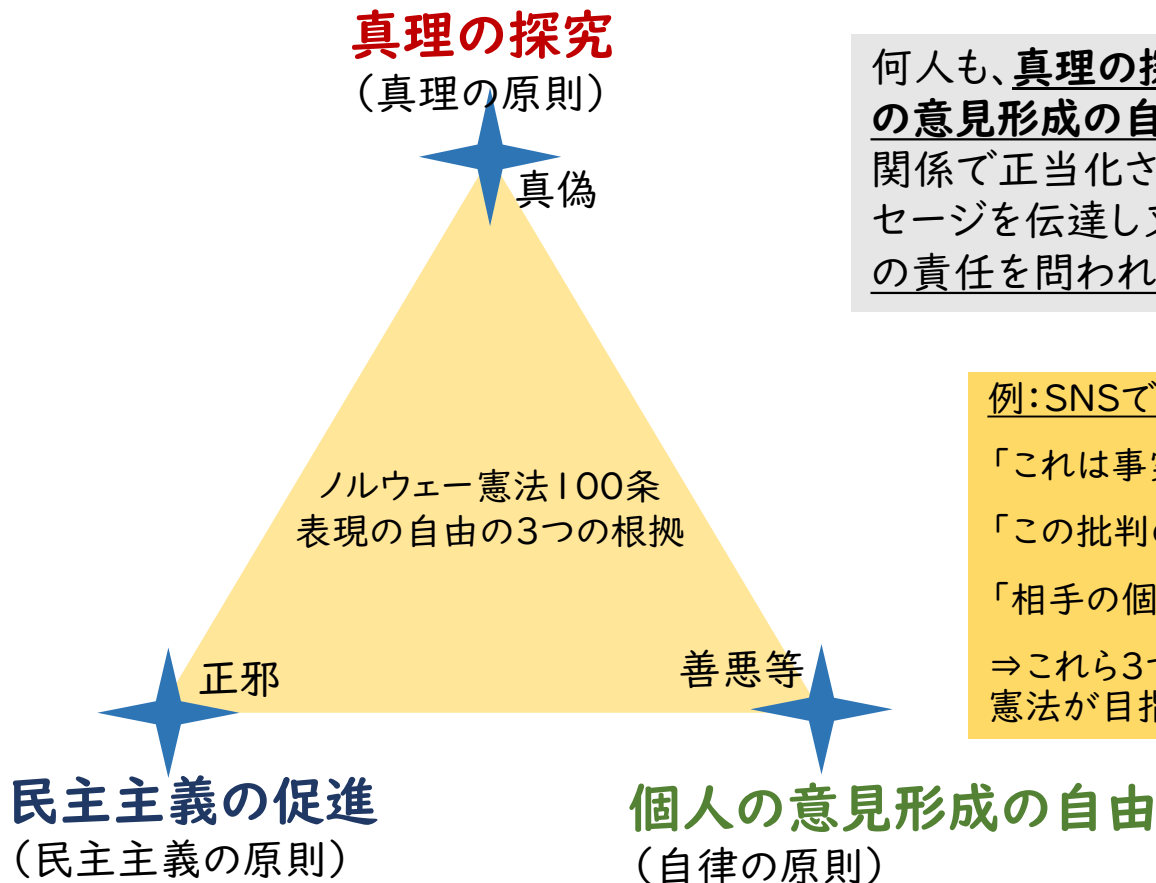 真理の探究
（真理の原則）
真偽
何人も、真理の探
の意見形成の自
関係で正当化さ
セージを伝達し
の責任を問われ
例：SNSで
「これは事
「この批判
「相手の個
⇒これら3
憲法が目指
ノルウェー憲法100条
表現の自由の3つの根拠
正邪
善悪等
民主主義の促進
（民主主義の原則）
個人の意見形成の自由
（自律の原則）